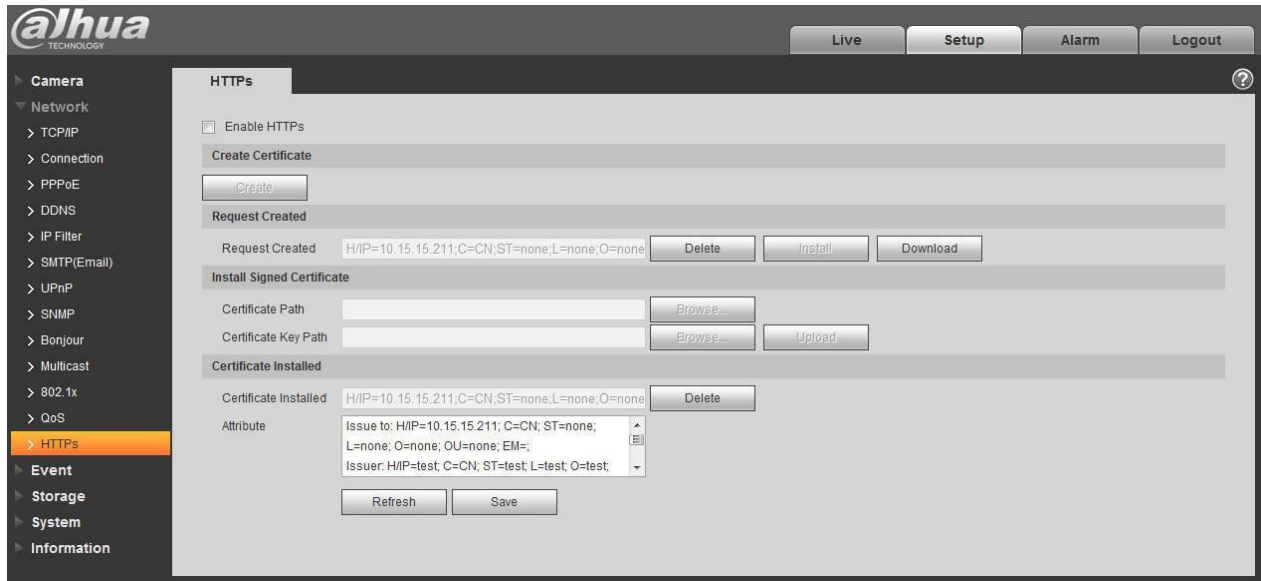 alhua
TECHNOLOGY
Live Setup Alarm Logout
Camera
Network
TCP/IP
Connection
PPPoE
DDNS
IP Filter
SMTP(Email)
UPnP
SNMP
Bonjour
Multicast
802.1x
QoS
HTTPs
Event
Storage
System
Information
HTTPs
?
Enable HTTPs
Create Certificate
Create
Request Created
Request Created H/IP=10.15.15.211;C=CN;ST=none;L=none;O=none Delete Install Download
Install Signed Certificate
Certificate Path Browse...
Certificate Key Path Browse... Upload
Certificate Installed
Certificate Installed H/IP=10.15.15.211;C=CN;ST=none;L=none;O=none Delete
Attribute
Issue to: H/IP=10.15.15.211; C=CN; ST=none;
L=none; O=none; OU=none; EM=;
Issuer: H/IP=test; C=CN; ST=test; L=test; O=test;
Refresh Save